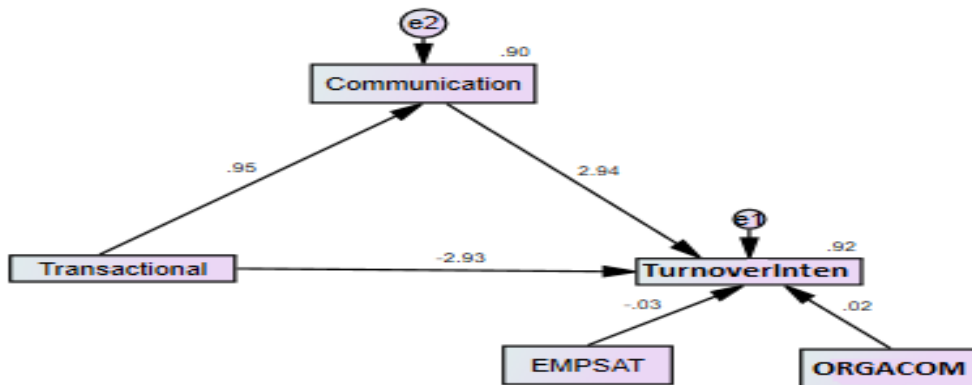 e2
.90
Communication
.95
2.94
e1
.92
Transactional
-2.93
TurnoverInten
-.03
.02
EMPSAT
ORGACOM